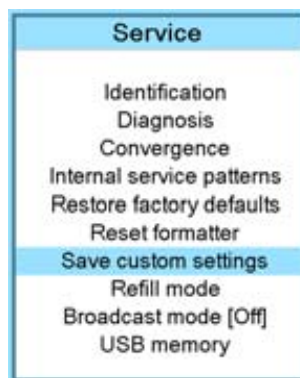 Service
Identification
Diagnosis
Convergence
Internal service patterns
Restore factory defaults
Reset formatter
Save custom settings
Refill mode
Broadcast mode [Off]
USB memory